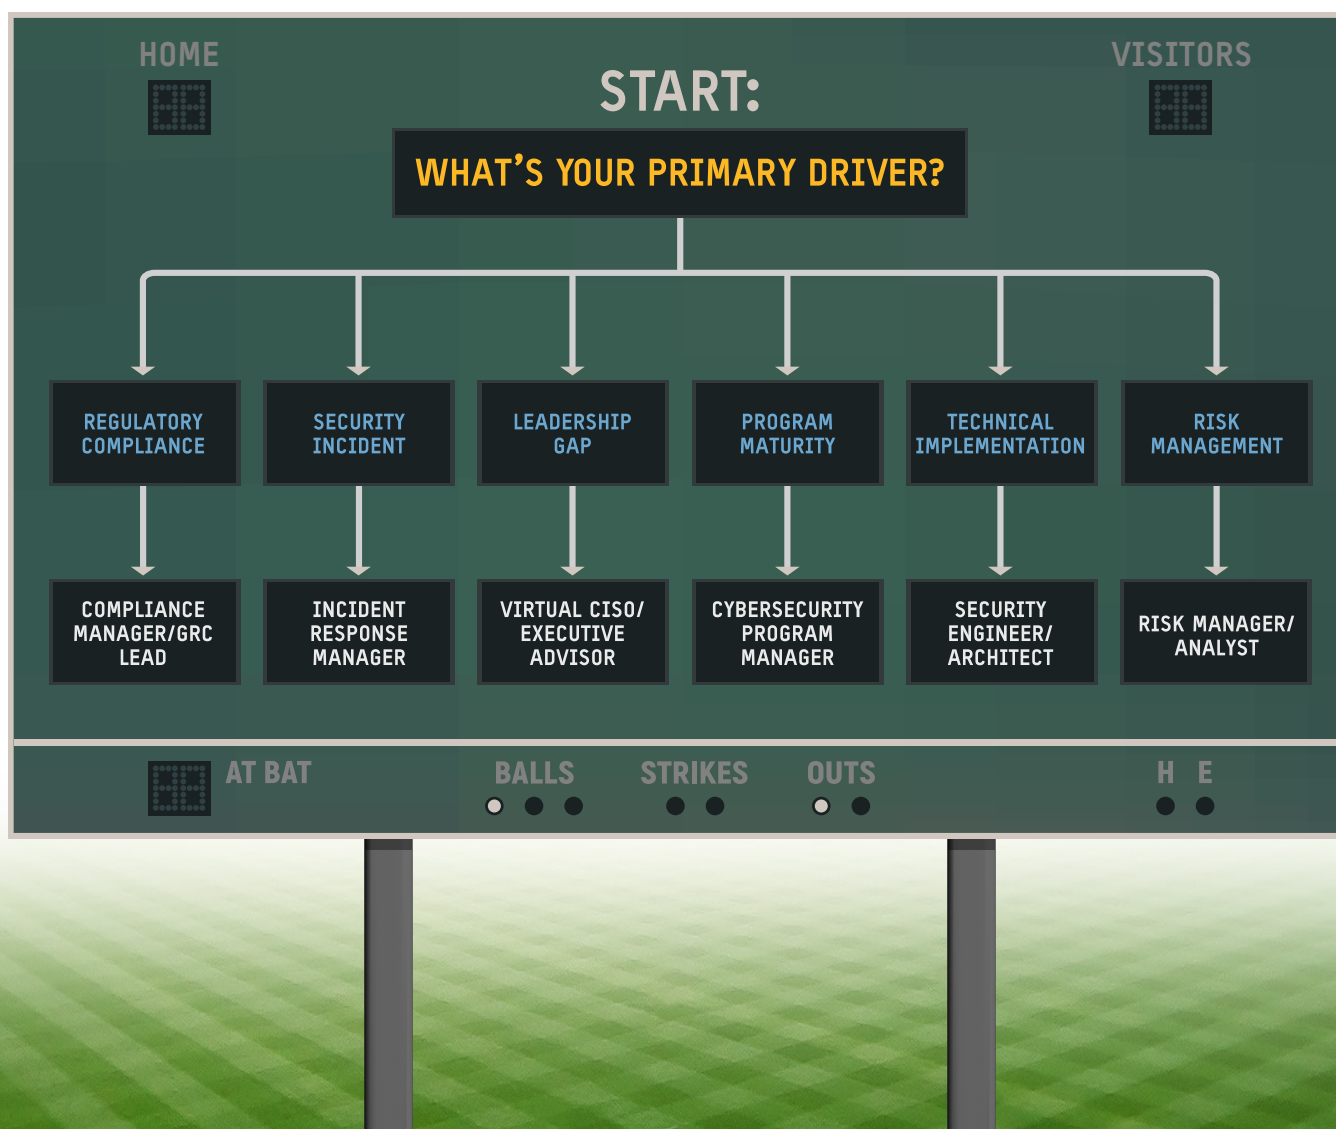 HOME
VISITORS
START:
WHAT’S YOUR PRIMARY DRIVER?
REGULATORY
COMPLIANCE
SECURITY
INCIDENT
LEADERSHIP
GAP
PROGRAM
MATURITY
TECHNICAL
IMPLEMENTATION
RISK
MANAGEMENT
COMPLIANCE
MANAGER/GRC
LEAD
INCIDENT
RESPONSE
MANAGER
VIRTUAL CISO/
EXECUTIVE
ADVISOR
CYBERSECURITY
PROGRAM
MANAGER
SECURITY
ENGINEER/
ARCHITECT
RISK MANAGER/
ANALYST
AT BAT
BALLS
STRIKES
OUTS
H E